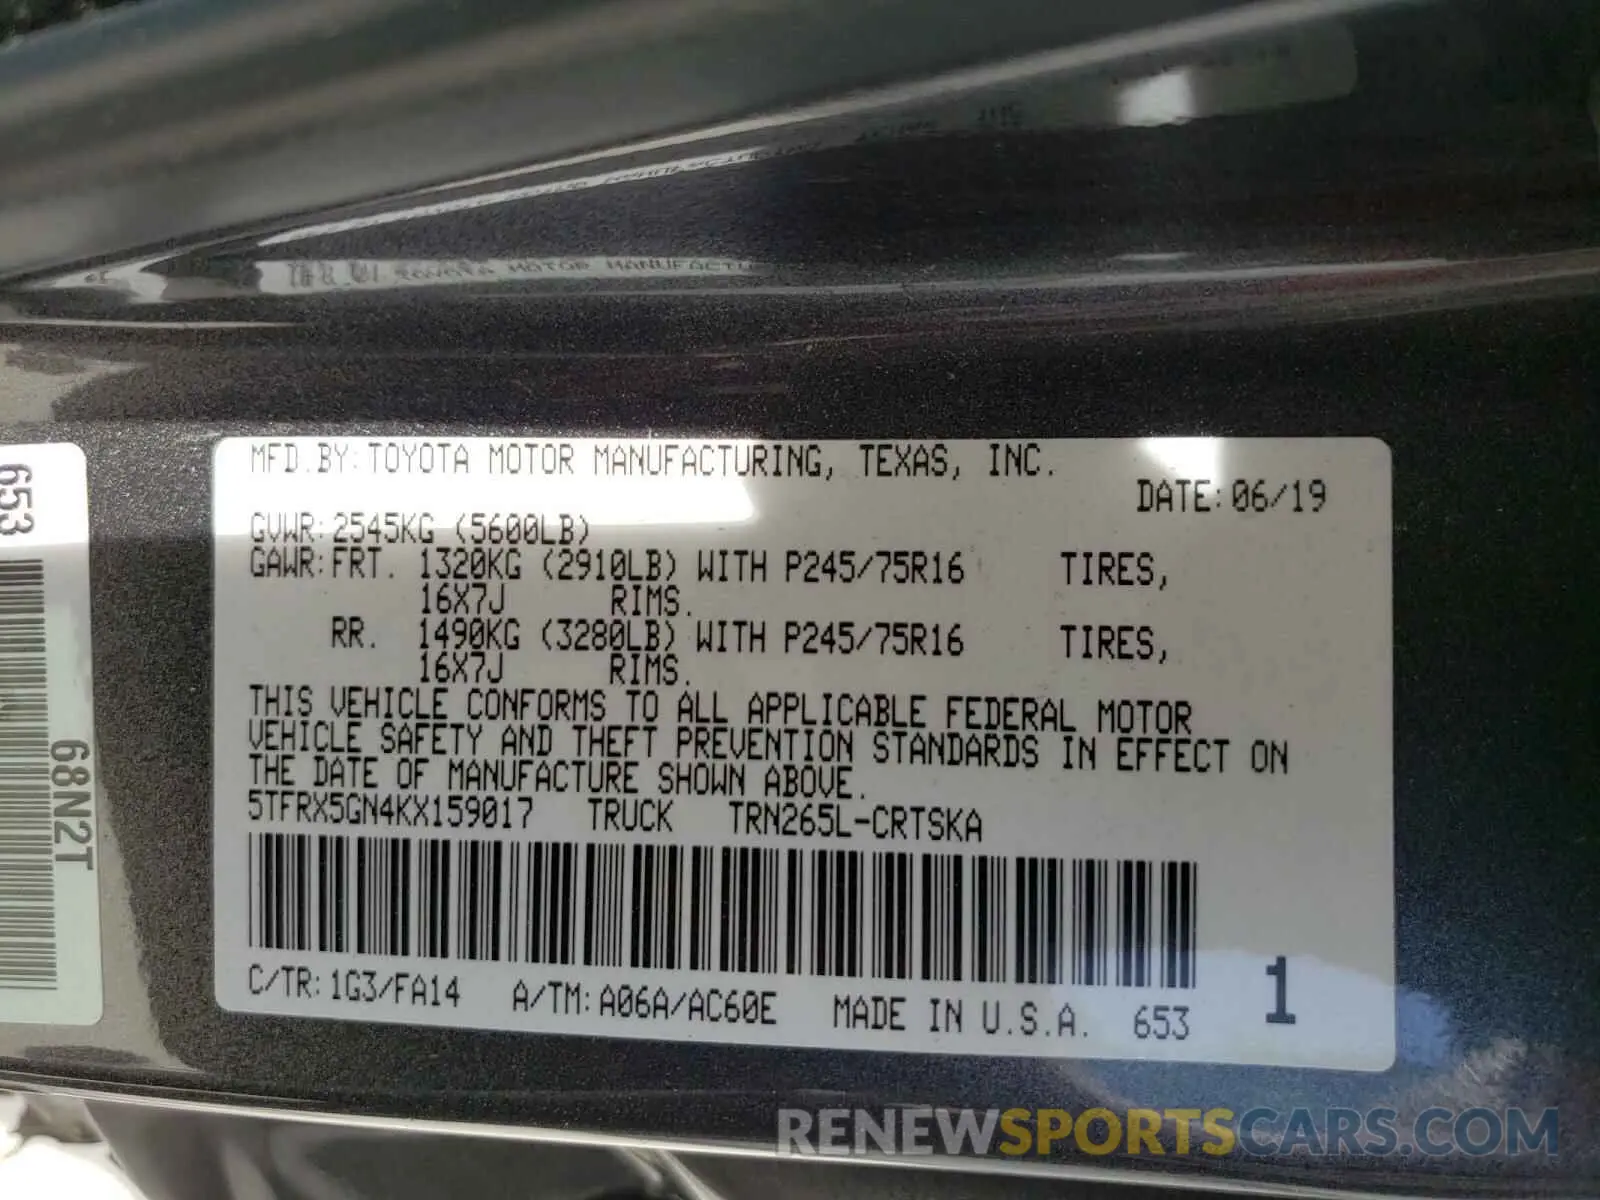 MFD.BY:TOYOTA MOTOR MANUFACTURING, TEXAS, INC.
DATE:06/19
GVWR:2545KG (5600LB)
GAWR:FRT. 1320KG (2910LB) WITH P245/75R16 TIRES,
16X7J RIMS.
RR. 1490KG (3280LB) WITH P245/75R16 TIRES,
16X7J RIMS.
THIS VEHICLE CONFORMS TO ALL APPLICABLE FEDERAL MOTOR
VEHICLE SAFETY AND THEFT PREVENTION STANDARDS IN EFFECT ON
THE DATE OF MANUFACTURE SHOWN ABOVE.
5TFRX5GN4KX159017 TRUCK TRN265L-CRTSKA
C/TR:1G3/FA14 A/TM:A06A/AC60E MADE IN U.S.A. 653
1
653
68N2T
TOYOTA MOTOR
RENEWSPORTSCARS.COM